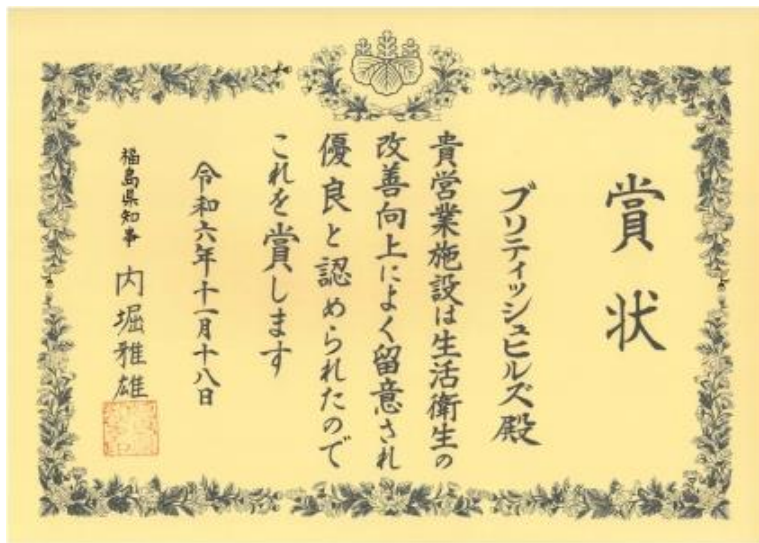 賞状
ブリティッシュヒルズ殿
貴営業施設は生活衛生の
改善向上によく留意され
優良と認められたので
これを賞します
令和六年十一月十八日
福島県知事 内堀雅雄